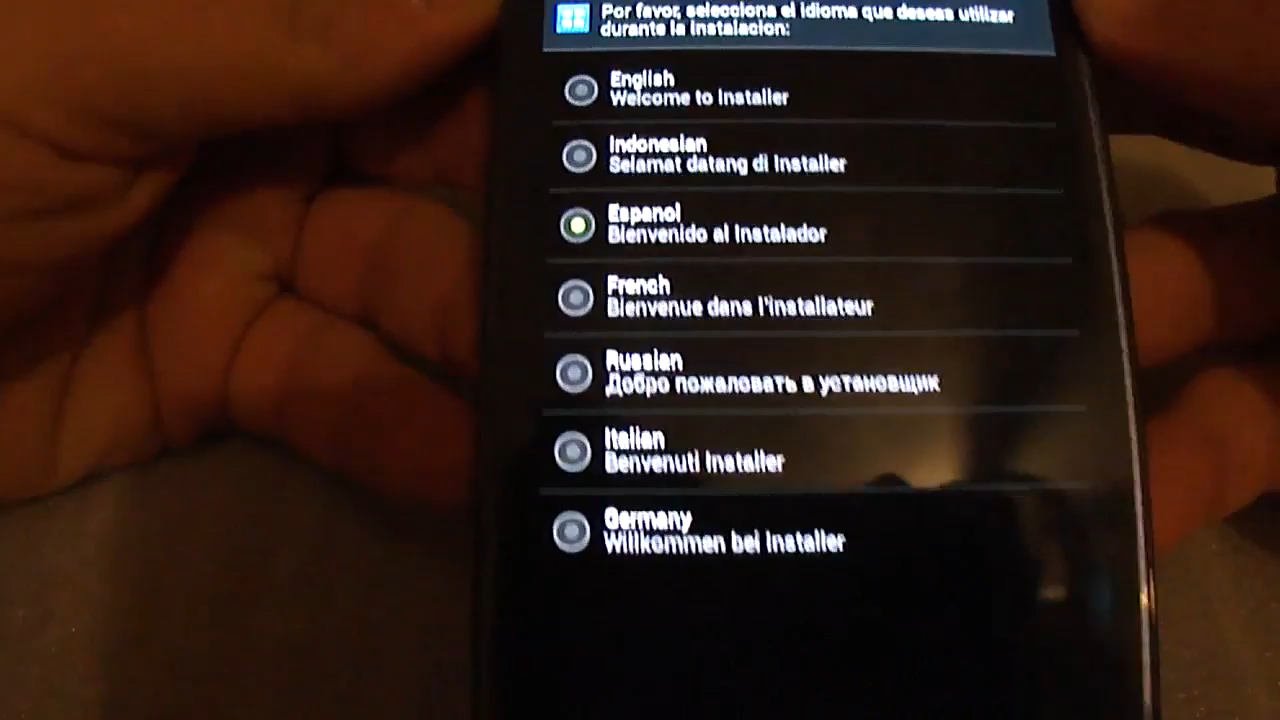 Por favor, selecciona el idioma que deseas utilizar
durante la instalacion:
English
Welcome to Installer
Indonesian
Selamat datang di Installer
Espanol
Bienvenido al Instalador
French
Bienvenue dans l'installateur
Russian
Добро пожаловать в установщик
Italian
Benvenuti Installer
Germany
Willkommen bei Installer